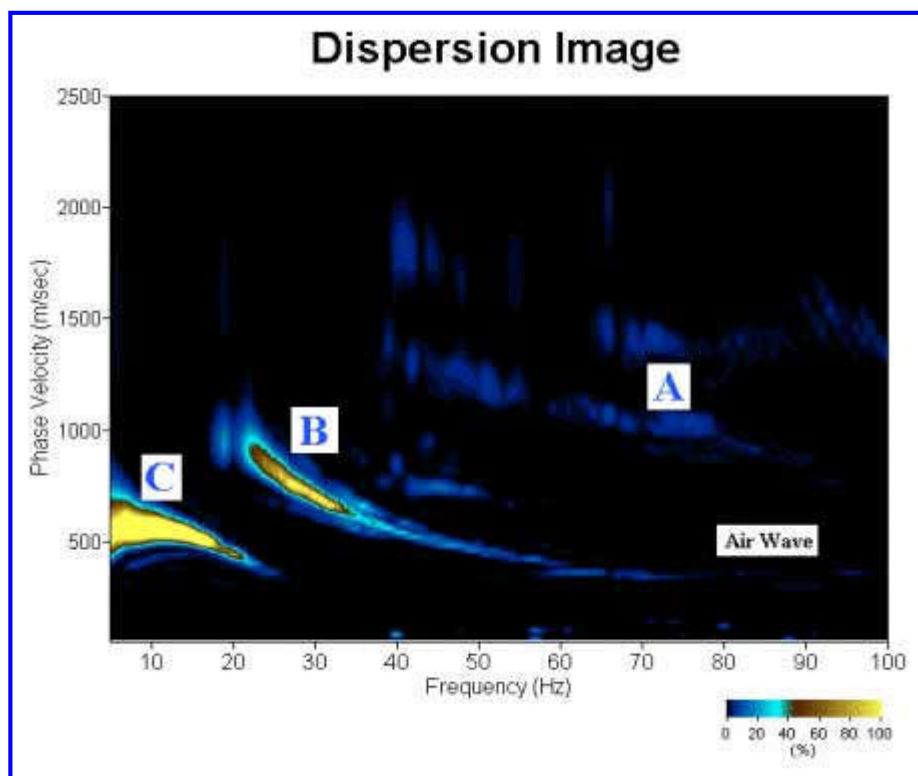 Dispersion Image
Phase Velocity (m/sec)
2500
2000
1500
1000
500
A
B
C
Air Wave
10 20 30 40 50 60 70 80 90 100
Frequency (Hz)
0 20 40 60 80 100
(%)